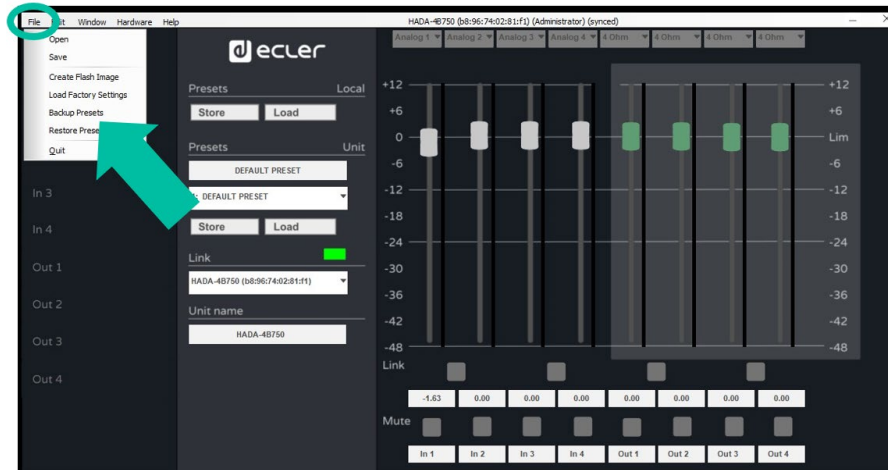 File Edit Window Hardware Help
HADA-4B750 (b8:96:74:02:81:f1) (Administrator) (synced)
Open
Save
Create Flash Image
Load Factory Settings
Backup Presets
Restore
Quit
In 3
In 4
Out 1
Out 2
Out 3
Out 4
ecler
Presets Local
Store Load
Presets Unit
DEFAULT PRESET
DEFAULT PRESET
Store Load
Link
HADA-4B750 (b8:96:74:02:81:f1)
Unit name
HADA-4B750
Analog 1 Analog 2 Analog 3 Analog 4 4 Ohm 4 Ohm 4 Ohm 4 Ohm
+12 +12
+6 +6
0 Lim
-6 -6
-12 -12
-18 -18
-24 -24
-30 -30
-36 -36
-42 -42
-48 -48
Link
-1.63 0.00 0.00 0.00 0.00 0.00 0.00 0.00
Mute
In 1 In 2 In 3 In 4 Out 1 Out 2 Out 3 Out 4